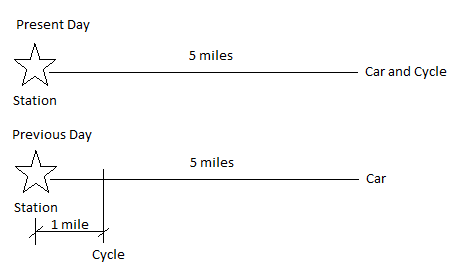 Present Day
5 miles
Car and Cycle
Station
Previous Day
5 miles
Car
Station
1 mile
Cycle